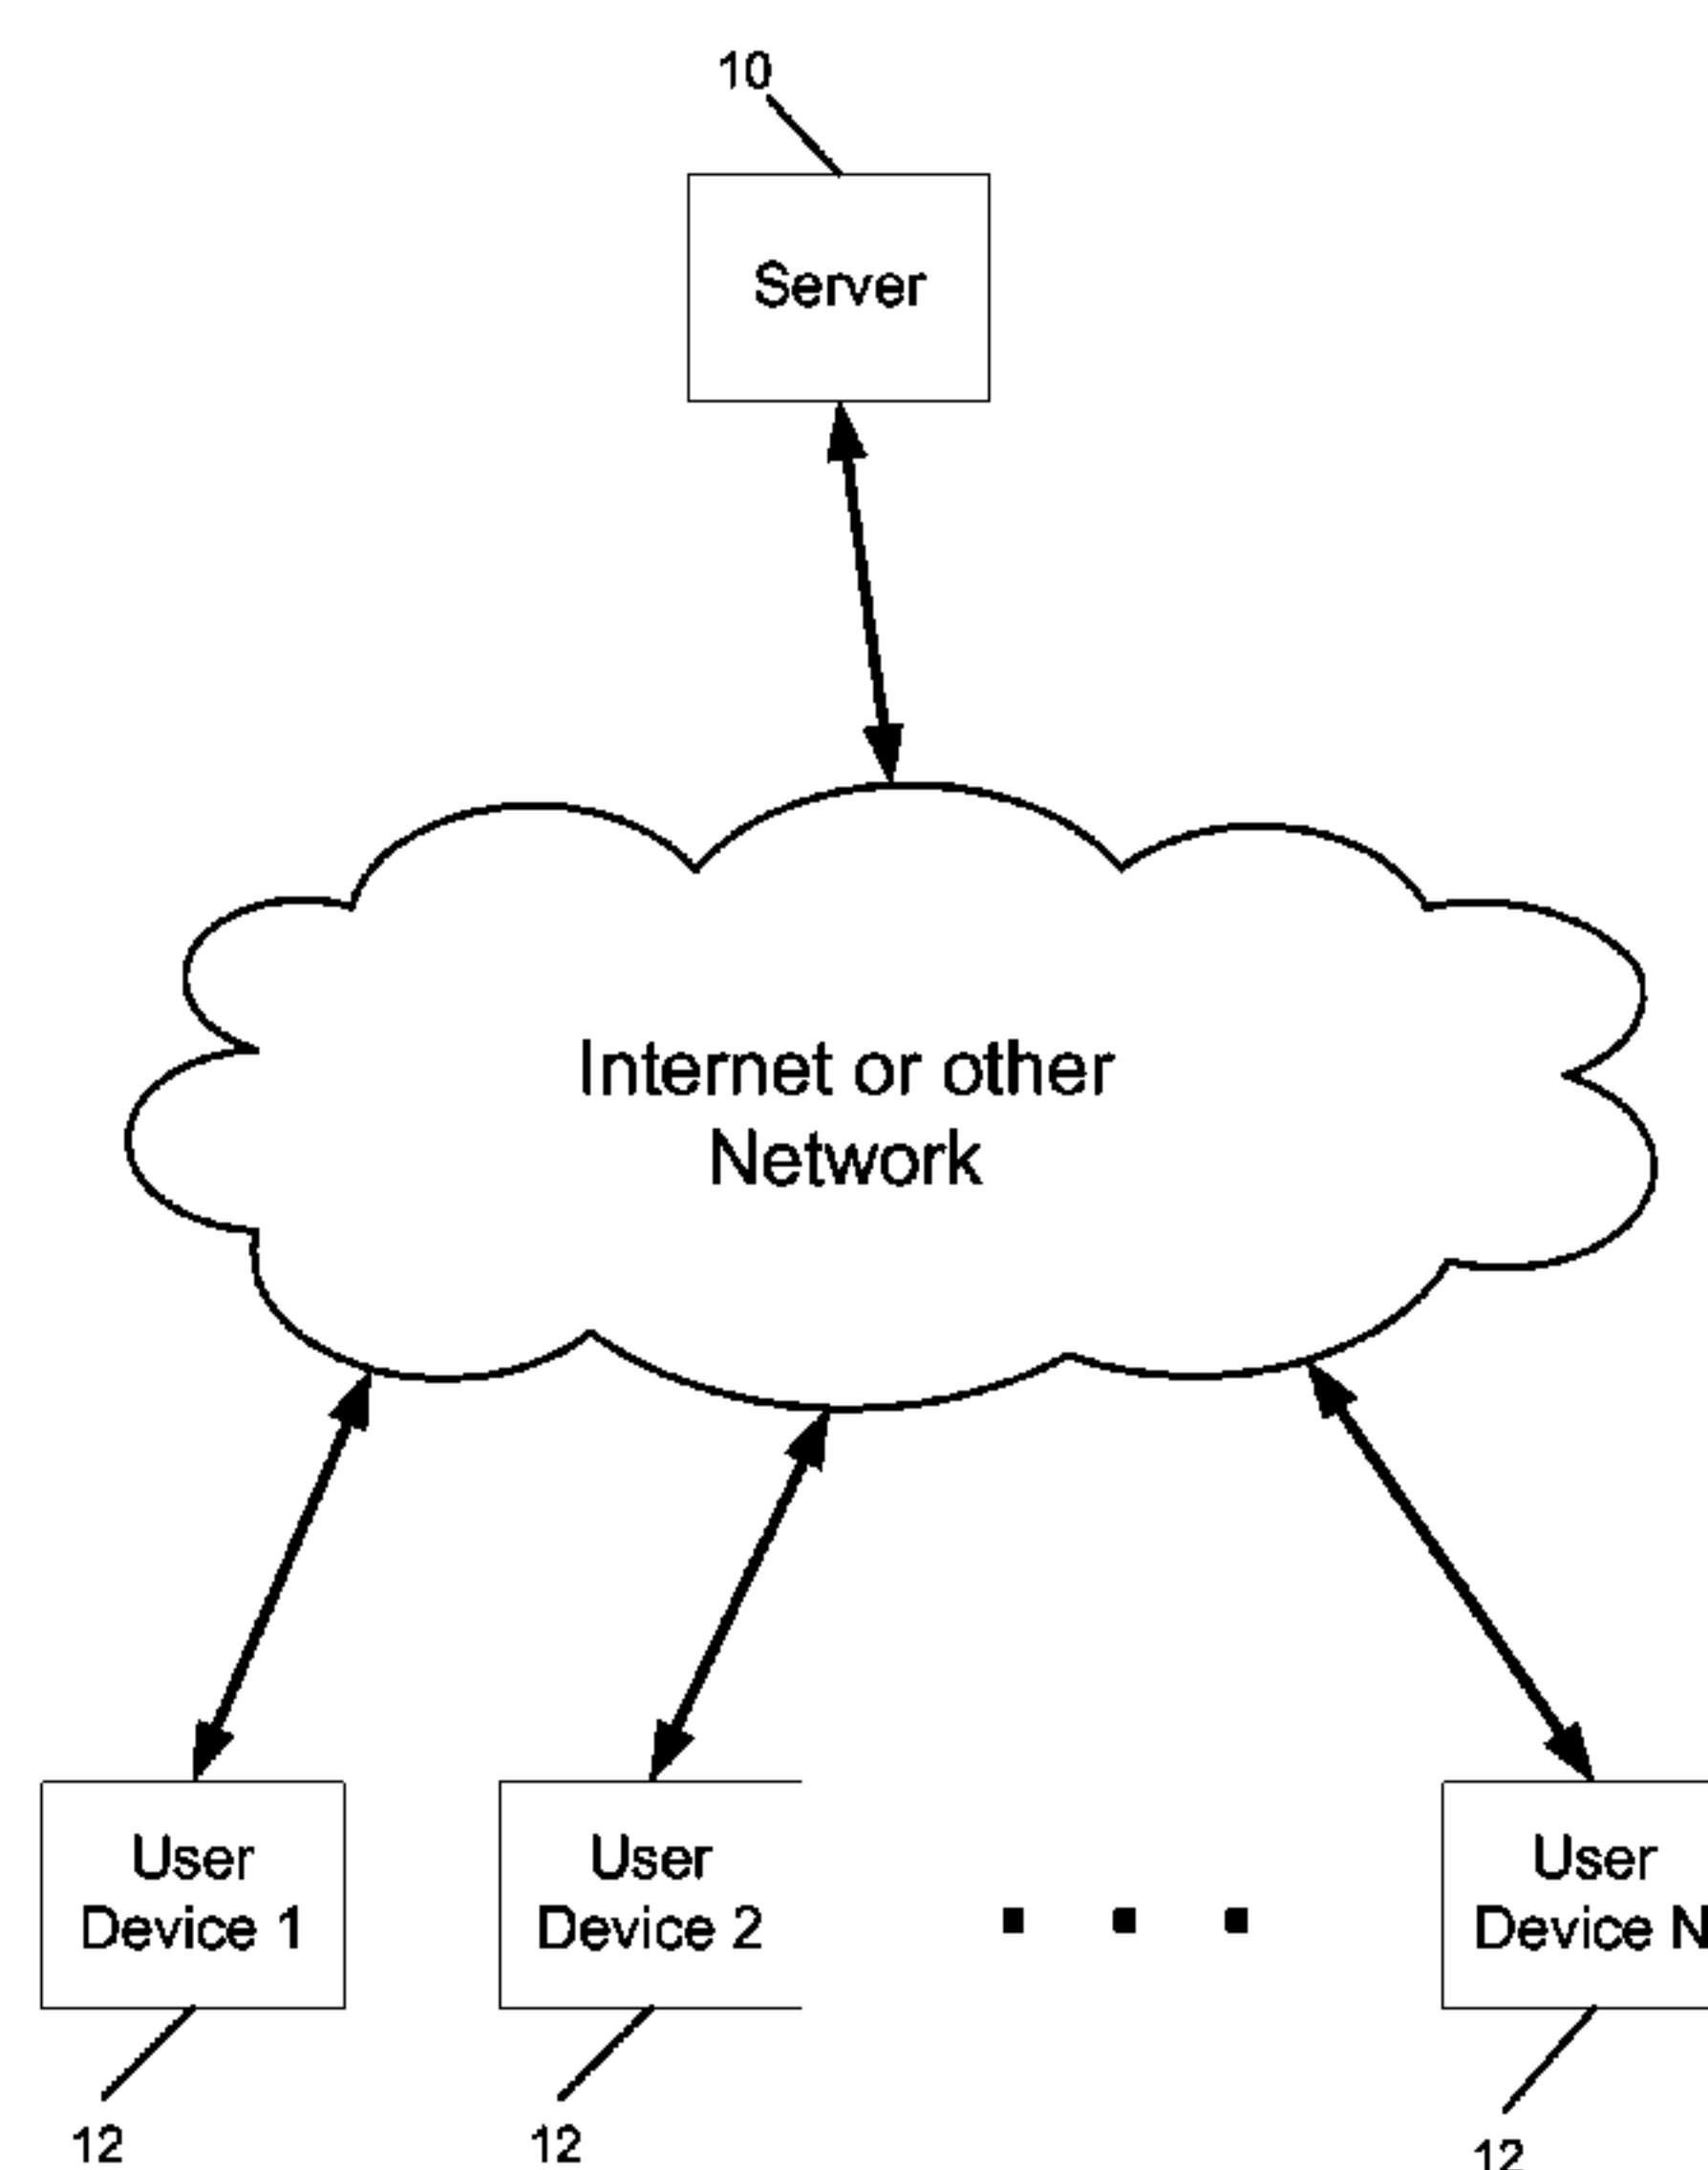 10
Server
Internet or other
Network
User
Device 1
User
Device 2
User
Device N
12
12
12